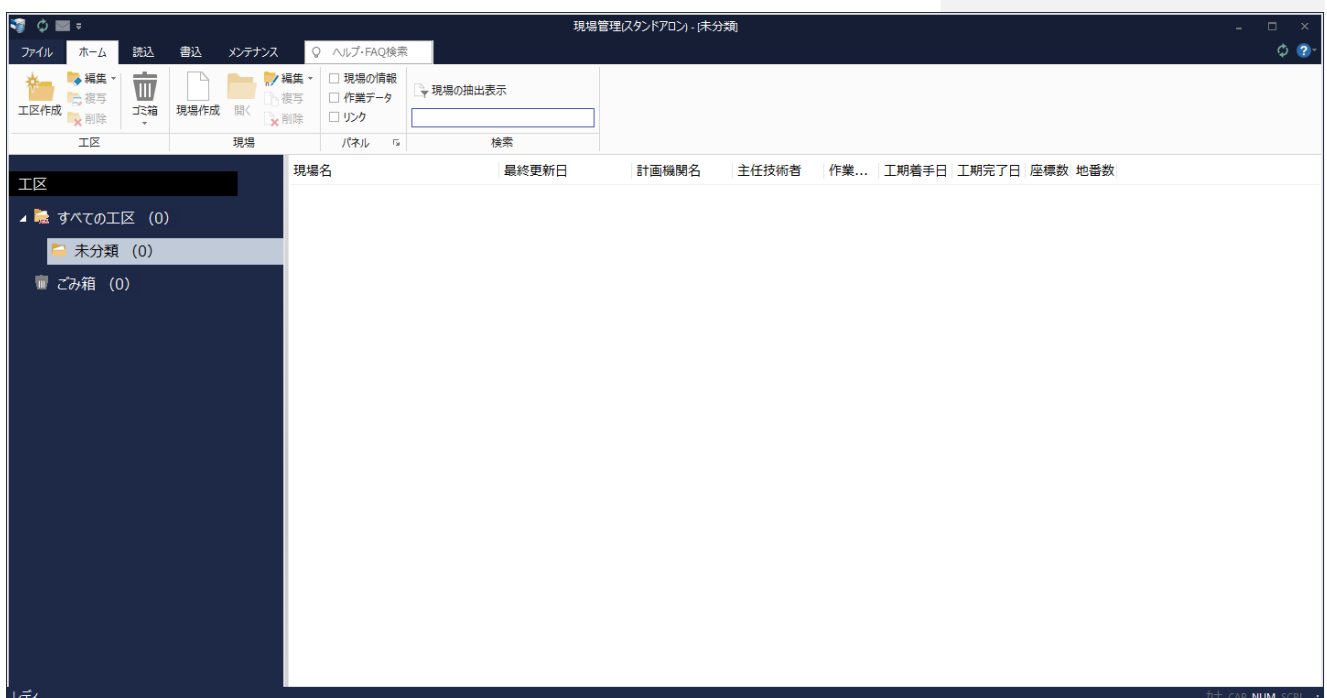 現場管理(スタンドアロン) - [未分類]
ファイル ホーム 読込 書込 メンテナンス ヘルプ・FAQ検索
工区作成 編集 複写 削除 ゴミ箱 現場作成 開く 編集 複写 削除 現場の情報 作業データ リンク 現場の抽出表示
工区 現場 パネル 検索
工区
すべての工区 (0)
未分類 (0)
ごみ箱 (0)
現場名 最終更新日 計画機関名 主任技術者 作業... 工期着手日 工期完了日 座標数 地番数
レディ CAP NUM SCRL